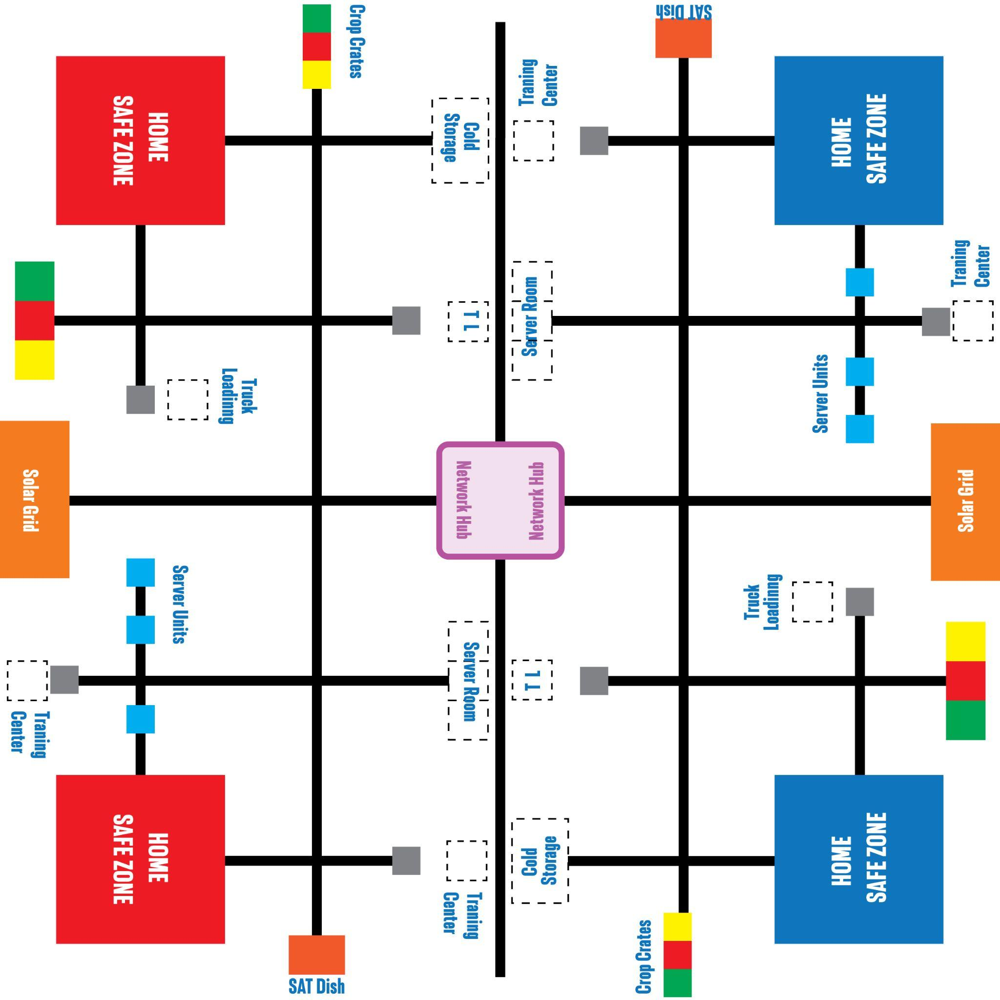 Crop Crates
SAT Dish
HOME
SAFE ZONE
Cold
Storage
Traning
Center
HOME
SAFE ZONE
Traning
Center
T L
Server Room
Server Units
Truck
Loadinng
Solar Grid
Network Hub
Network Hub
Solar Grid
Server Units
Truck
Loadinng
Server Room
T L
Traning
Center
HOME
SAFE ZONE
Traning
Center
Cold
Storage
HOME
SAFE ZONE
SAT Dish
Crop Crates